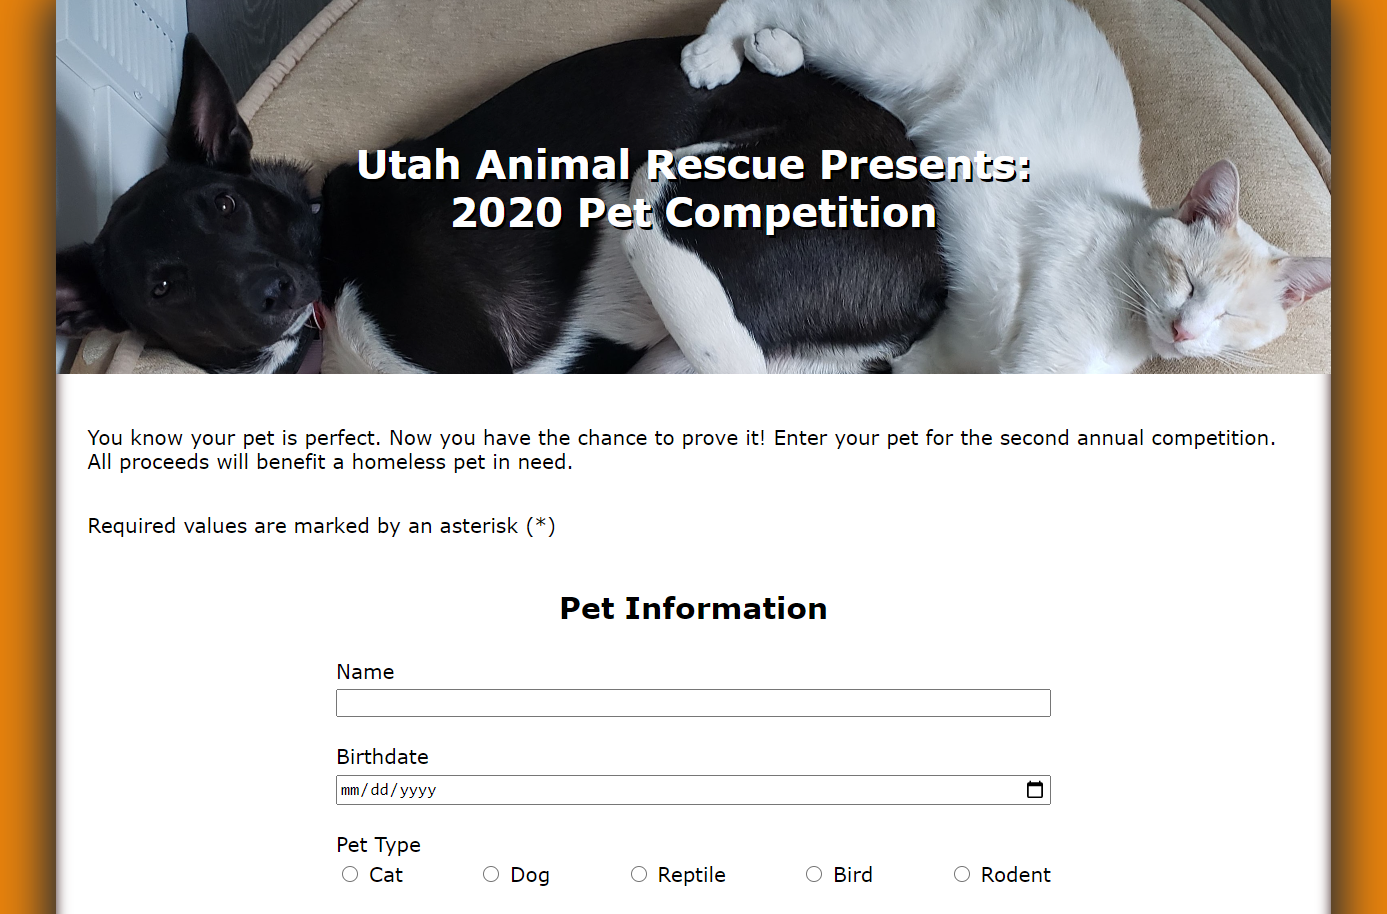 Utah Animal Rescue Presents:
2020 Pet Competition
You know your pet is perfect. Now you have the chance to prove it! Enter your pet for the second annual competition.
All proceeds will benefit a homeless pet in need.
Required values are marked by an asterisk (*)
Pet Information
Name
Birthdate
mm/dd/yyyy
Pet Type
Cat Dog Reptile Bird Rodent